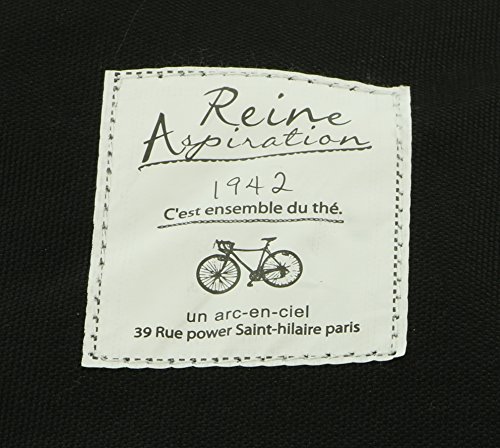 Reine
Aspiration
1942
C'est ensemble du thé.
un arc-en-ciel
39 Rue power Saint-hilaire paris